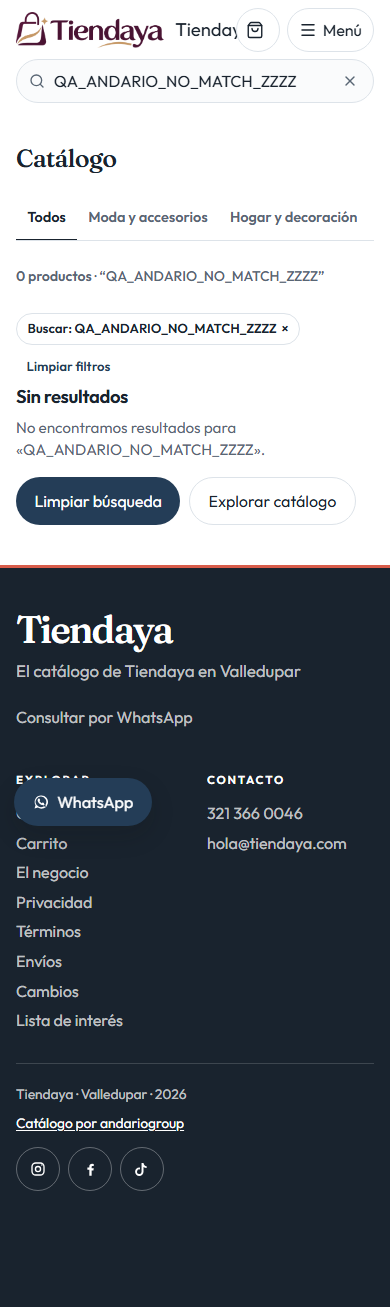 Tiendaya Tienday
Menú
QA_ANDARIO_NO_MATCH_ZZZZ
Catálogo
Todos Moda y accesorios Hogar y decoración
0 productos · “QA_ANDARIO_NO_MATCH_ZZZZ”
Buscar: QA_ANDARIO_NO_MATCH_ZZZZ ×
Limpiar filtros
Sin resultados
No encontramos resultados para
«QA_ANDARIO_NO_MATCH_ZZZZ».
Limpiar búsqueda Explorar catálogo
Tiendaya
El catálogo de Tiendaya en Valledupar
Consultar por WhatsApp
EXPLORAR
WhatsApp
Carrito
El negocio
Privacidad
Términos
Envíos
Cambios
Lista de interés
CONTACTO
321 366 0046
hola@tiendaya.com
Tiendaya · Valledupar · 2026
Catálogo por andariogroup